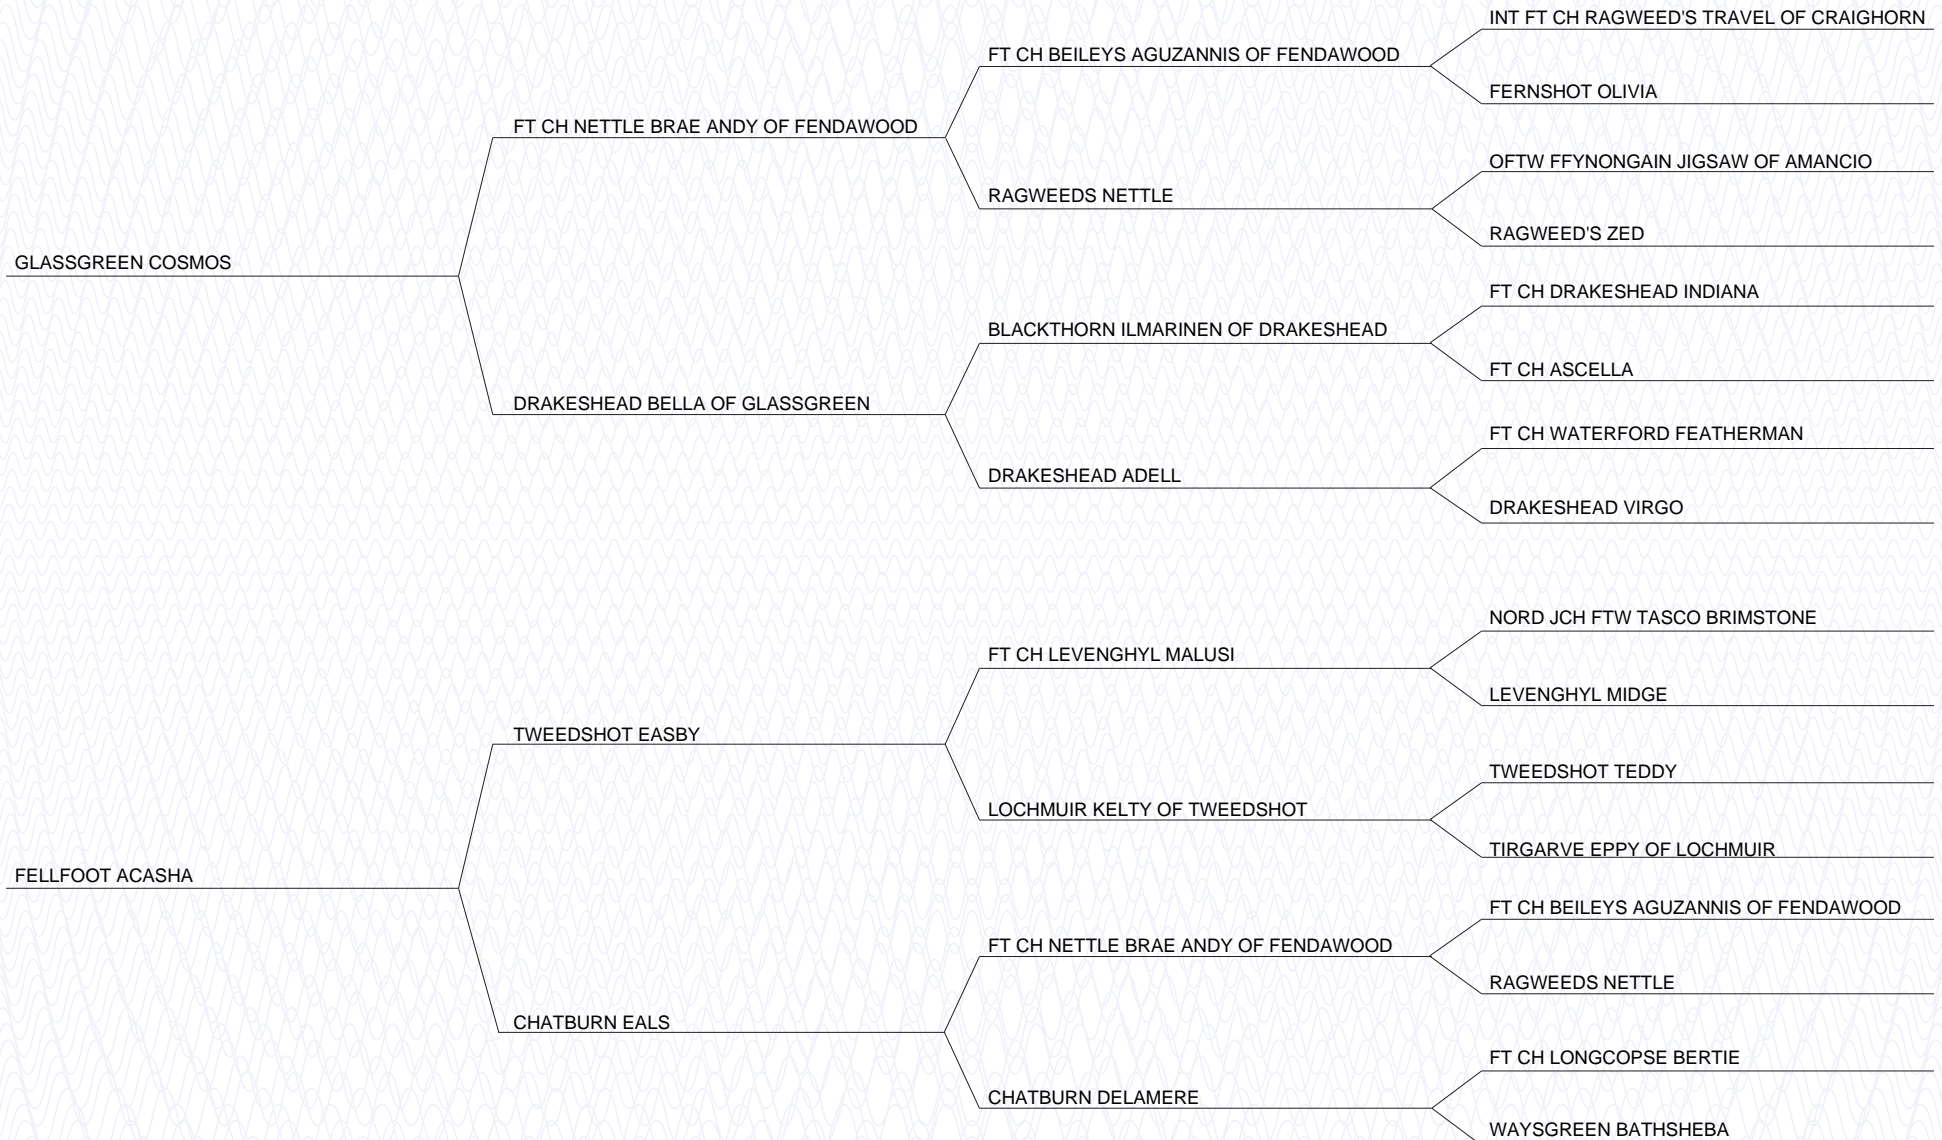 INT FT CH RAGWEED'S TRAVEL OF CRAIGHORN
FT CH BEILEYS AGUZANNIS OF FENDAWOOD
FERNSHOT OLIVIA
FT CH NETTLE BRAE ANDY OF FENDAWOOD
OFTW FFYNONGAIN JIGSAW OF AMANCIO
RAGWEEDS NETTLE
RAGWEED'S ZED
GLASSGREEN COSMOS
FT CH DRAKESHEAD INDIANA
BLACKTHORN ILMARINEN OF DRAKESHEAD
FT CH ASCELLA
DRAKESHEAD BELLA OF GLASSGREEN
FT CH WATERFORD FEATHERMAN
DRAKESHEAD ADELL
DRAKESHEAD VIRGO
NORD JCH FTW TASCO BRIMSTONE
FT CH LEVENGHYL MALUSI
LEVENGHYL MIDGE
TWEEDSHOT EASBY
TWEEDSHOT TEDDY
LOCHMUIR KELTY OF TWEEDSHOT
TIRGARVE EPPY OF LOCHMUIR
FELLFOOT ACASHA
FT CH BEILEYS AGUZANNIS OF FENDAWOOD
FT CH NETTLE BRAE ANDY OF FENDAWOOD
RAGWEEDS NETTLE
CHATBURN EALS
FT CH LONGCOPSE BERTIE
CHATBURN DELAMERE
WAYSGREEN BATHSHEBA